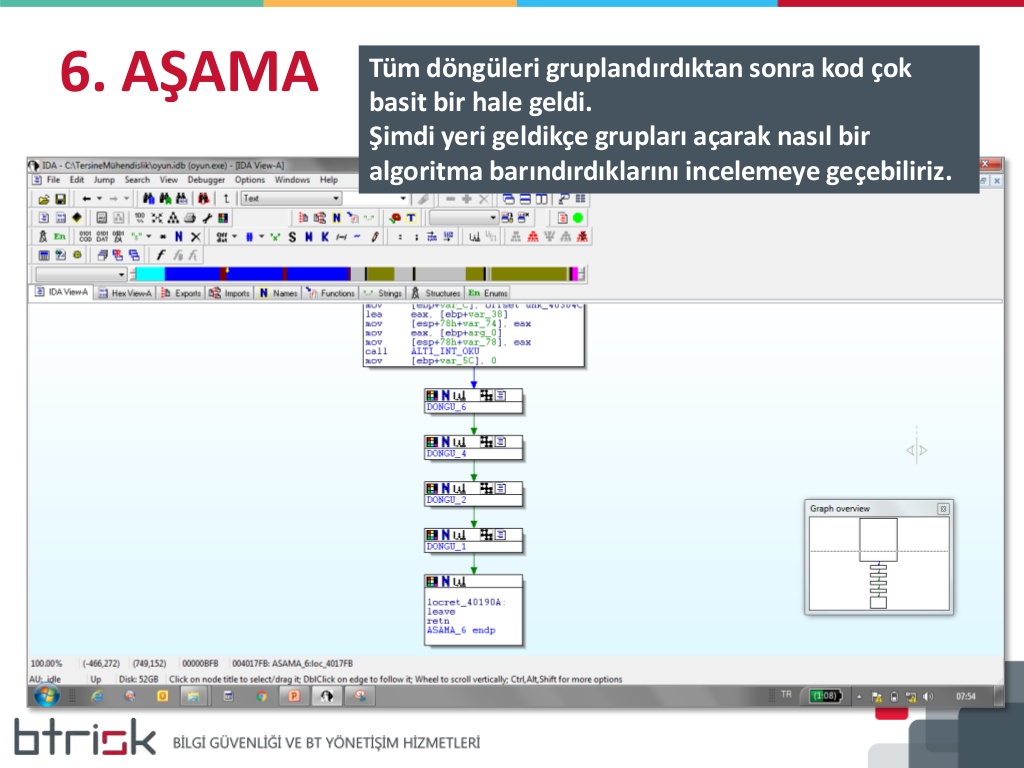 6. AŞAMA
Tüm döngüleri gruplandırdıktan sonra kod çok
basit bir hale geldi.
Şimdi yeri geldikçe grupları açarak nasıl bir
algoritma barındırdıklarını incelemeye geçebiliriz.
IDA - C:\TersineMühendislik\oyun.idb (oyun.exe) - [IDA View-A]
File Edit Jump Search View Debugger Options Windows Help
Text
IDA View-A Hex View-A Exports Imports Names Functions Strings Structures Enums
mov [ebp+var_C], offset unk_40304C
lea eax, [ebp+var_38]
mov [esp+78h+var_74], eax
mov eax, [ebp+arg_0]
mov [esp+78h+var_78], eax
call ALTI_INT_OKU
mov [ebp+var_5C], 0
DONGU_6
DONGU_4
DONGU_2
DONGU_1
locret_40190A:
leave
retn
ASAMA_6 endp
Graph overview
100.00% (-466,272) (749,152) 00000BFB 004017FB: ASAMA_6:loc_4017FB
AU: idle Up Disk: 52GB Click on node title to select/drag it; DblClick on edge to follow it; Wheel to scroll vertically; Ctrl,Alt,Shift for more options
TR (1:08) 07:54
btrisk BİLGİ GÜVENLİĞİ VE BT YÖNETİŞİM HİZMETLERİ